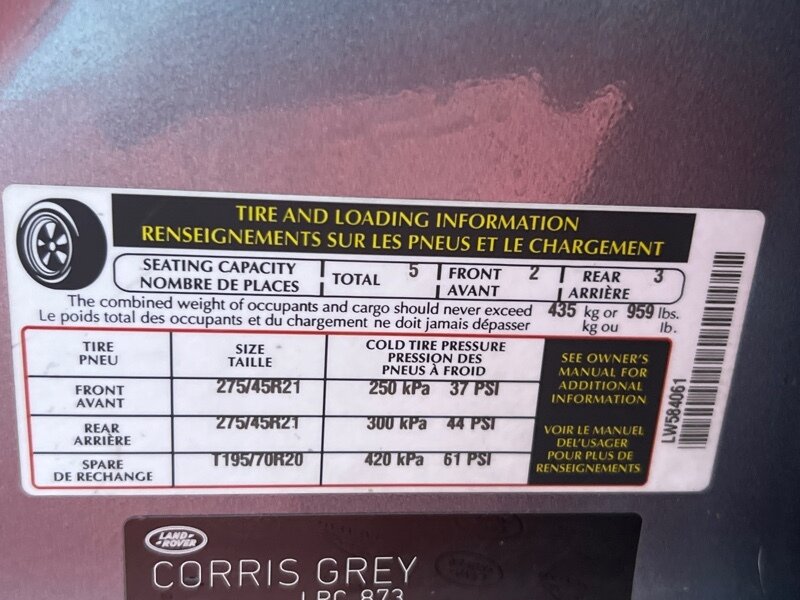 TIRE AND LOADING INFORMATION
RENSEIGNEMENTS SUR LES PNEUS ET LE CHARGEMENT
SEATING CAPACITY TOTAL 5 FRONT 2 REAR 3
NOMBRE DE PLACES AVANT ARRIÈRE
The combined weight of occupants and cargo should never exceed 435 kg or 959 lbs.
Le poids total des occupants et du chargement ne doit jamais dépasser kg ou lb.
TIRE SIZE COLD TIRE PRESSURE
PNEU TAILLE PRESSION DES
PNEUS À FROID
FRONT 275/45R21 250 kPa 37 PSI
AVANT
REAR 275/45R21 300 kPa 44 PSI
ARRIÈRE
SPARE T195/70R20 420 kPa 61 PSI
DE RECHANGE
SEE OWNER'S
MANUAL FOR
ADDITIONAL
INFORMATION
VOIR LE MANUEL
DEL'USAGER
POUR PLUS DE
RENSEIGNEMENTS
LW584061
LAND-
ROVER
CORRIS GREY
LRC 873